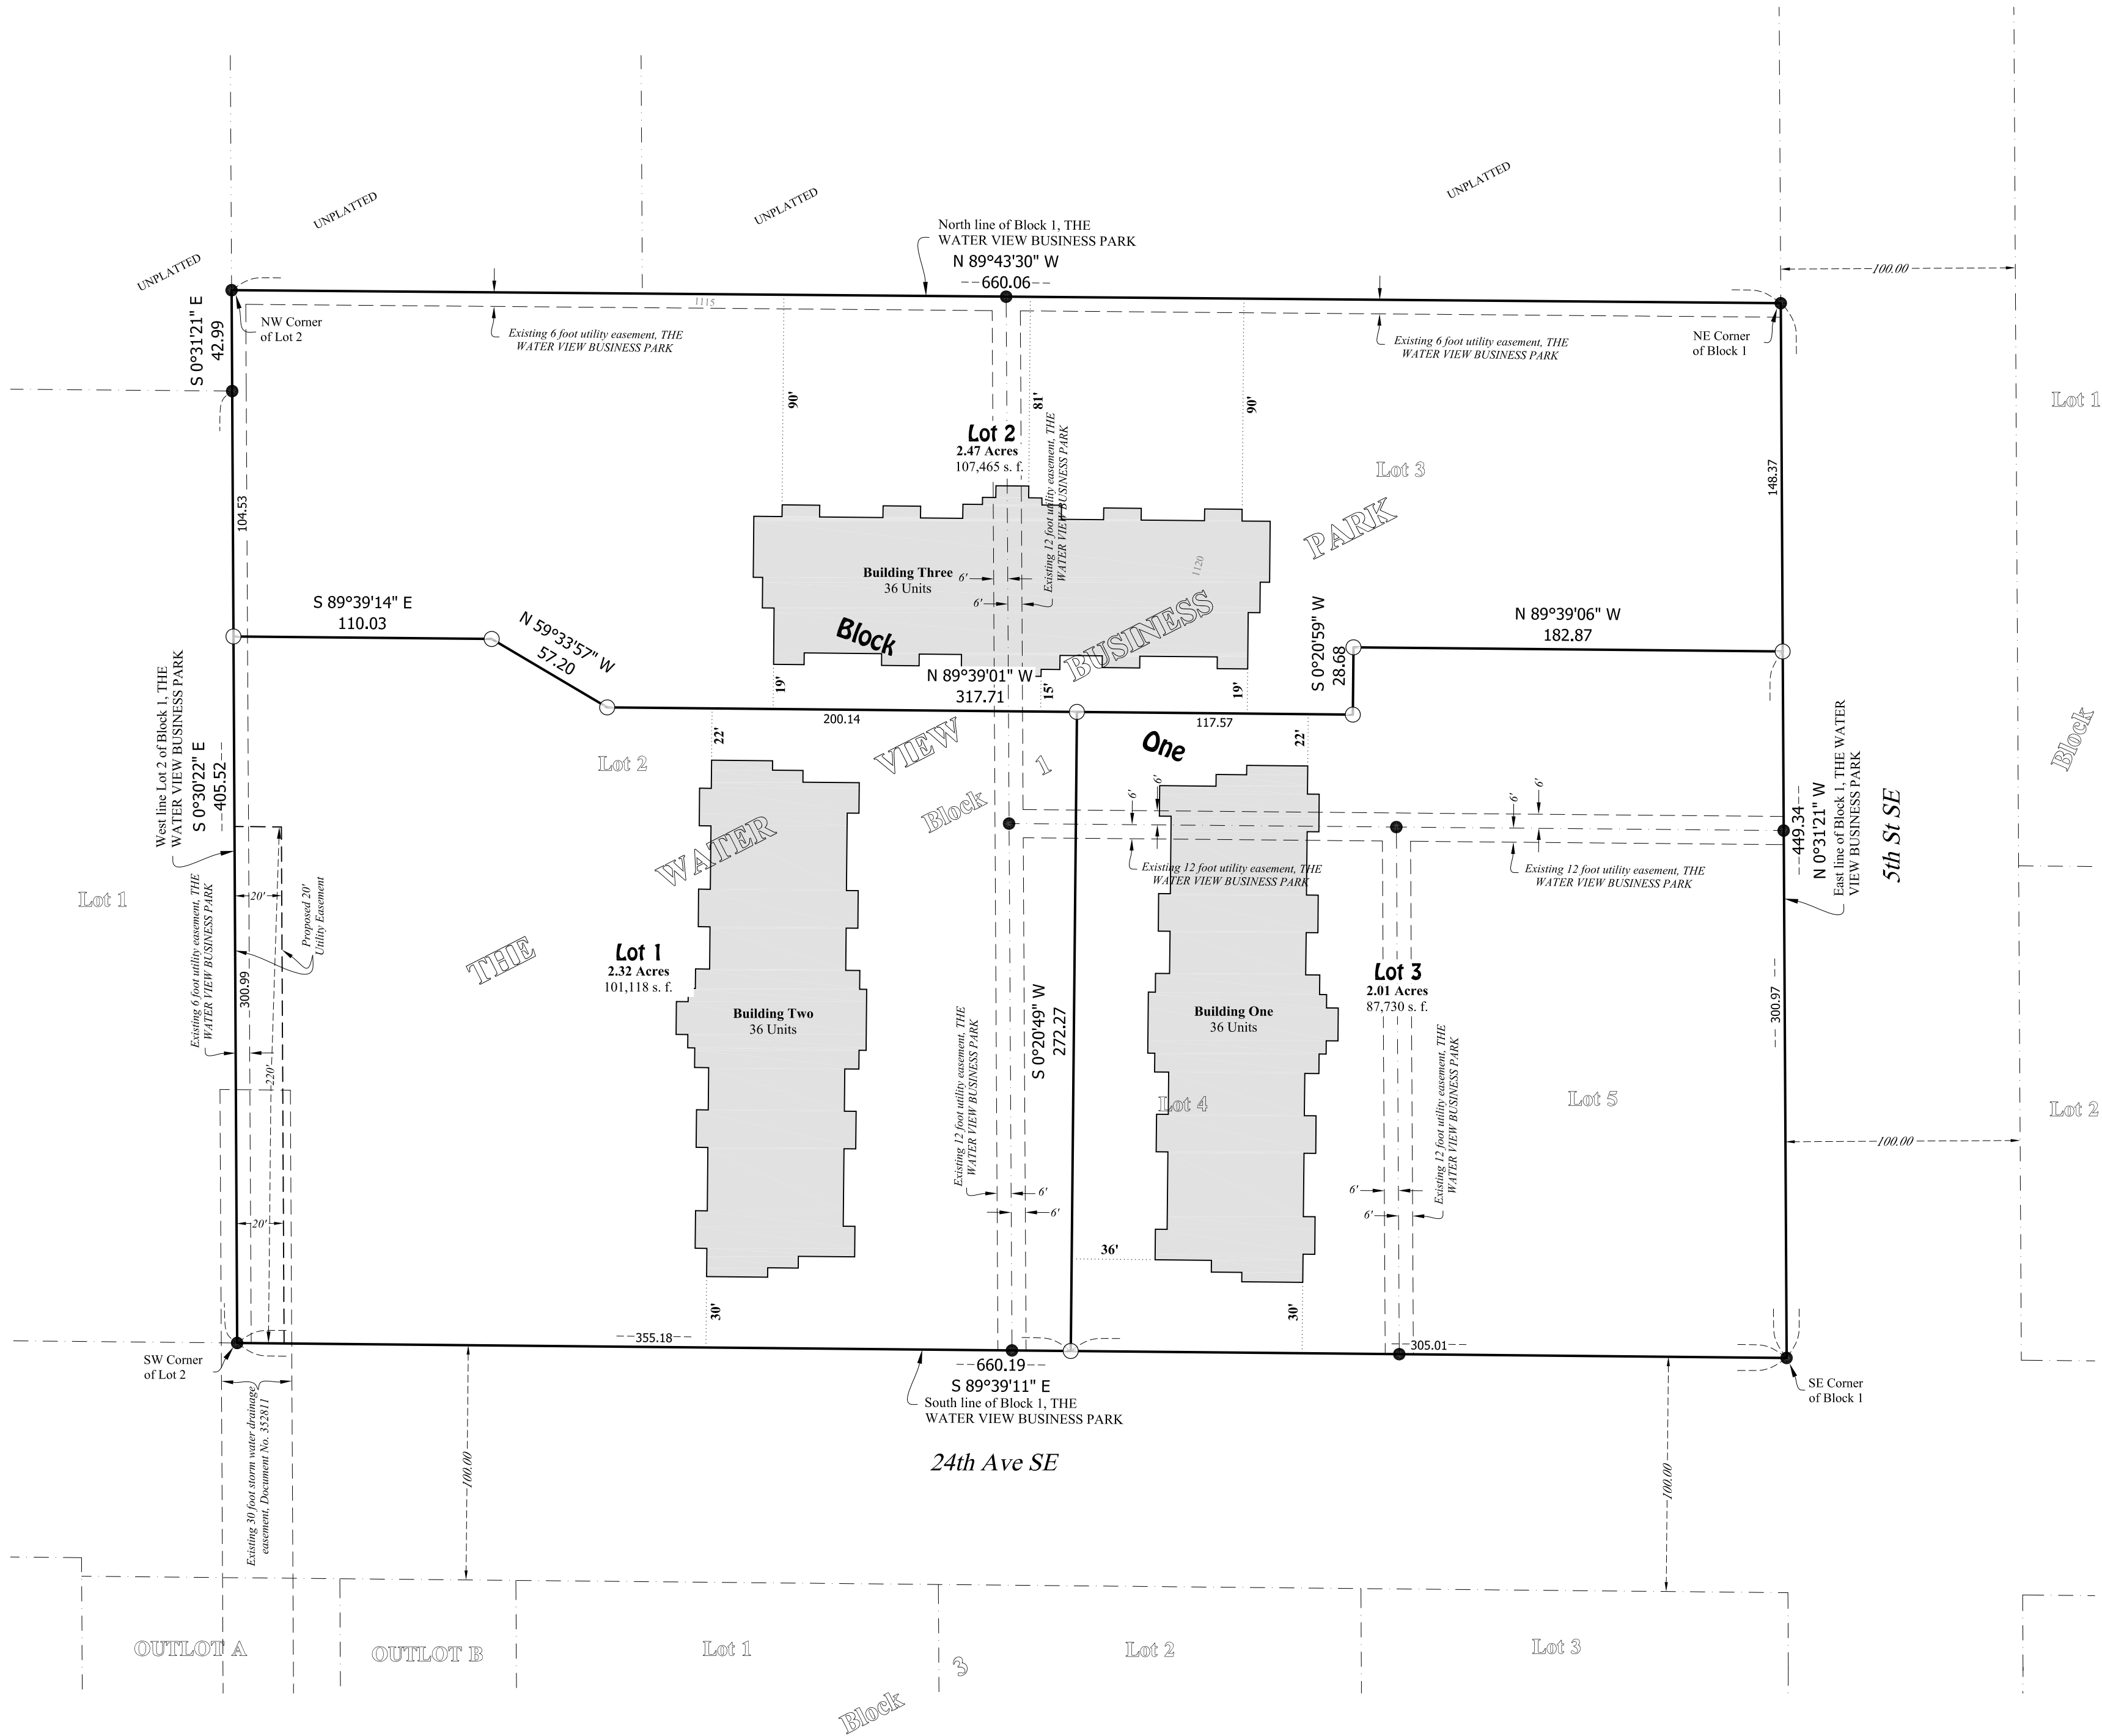 UNPLATTED
UNPLATTED
UNPLATTED
UNPLATTED
North line of Block 1, THE
WATER VIEW BUSINESS PARK
N 89°43'30" W
660.06
100.00
1115
S 0°31'21" E
42.99
NW Corner
of Lot 2
Existing 6 foot utility easement, THE
WATER VIEW BUSINESS PARK
Existing 6 foot utility easement, THE
WATER VIEW BUSINESS PARK
NE Corner
of Block 1
90'
81'
90'
Lot 1
Lot 2
2.47 Acres
107,465 s. f.
Existing 12 foot utility easement, THE
WATER VIEW BUSINESS PARK
Lot 3
104.53
148.37
PARK
1120
Building Three
36 Units
6'
6'
S 89°39'14" E
110.03
N 59°33'57" W
57.20
Block
BUSINESS
S 0°20'59" W
28.68
N 89°39'06" W
182.87
N 89°39'01" W
317.71
19'
15'
19'
200.14
117.57
West line Lot 2 of Block 1, THE
WATER VIEW BUSINESS PARK
S 0°30'22" E
405.52
22'
22'
Lot 2
VIEW
1
One
Block
Block
WATER
6'
6'
6'
6'
Existing 12 foot utility easement, THE
WATER VIEW BUSINESS PARK
Existing 12 foot utility easement, THE
WATER VIEW BUSINESS PARK
449.34
N 0°31'21" W
East line of Block 1, THE WATER
VIEW BUSINESS PARK
5th St SE
Lot 1
Existing 6 foot utility easement, THE
WATER VIEW BUSINESS PARK
20'
Proposed 20'
Utility Easement
THE
300.99
Lot 1
2.32 Acres
101,118 s. f.
Building Two
36 Units
S 0°20'49" W
272.27
Building One
36 Units
Lot 3
2.01 Acres
87,730 s. f.
300.97
220'
Existing 12 foot utility easement, THE
WATER VIEW BUSINESS PARK
Lot 4
Existing 12 foot utility easement, THE
WATER VIEW BUSINESS PARK
Lot 5
Lot 2
100.00
6'
6'
6'
6'
20'
36'
30'
30'
355.18
305.01
660.19
S 89°39'11" E
South line of Block 1, THE
WATER VIEW BUSINESS PARK
SW Corner
of Lot 2
SE Corner
of Block 1
Existing 30 foot storm water drainage
easement, Document No. 352811
24th Ave SE
100.00
100.00
OUTLOT A
OUTLOT B
Lot 1
Lot 2
Lot 3
3
Block